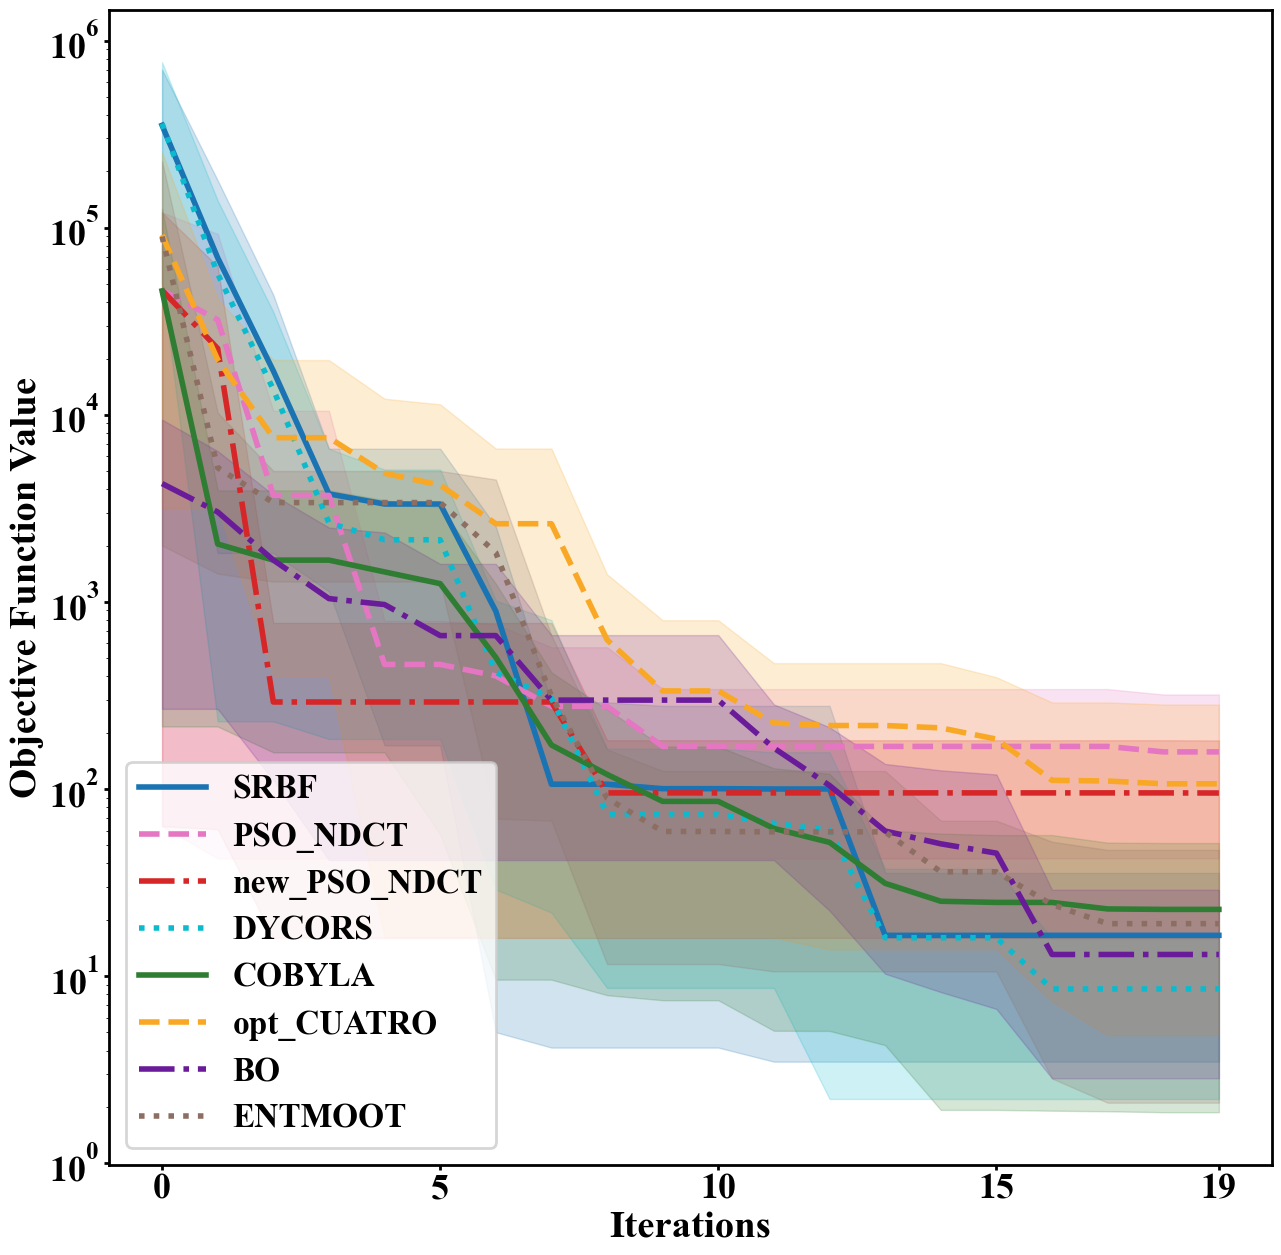 Objective Function Value
10^6
10^5
10^4
10^3
10^2
10^1
10^0
SRBF
PSO_NDCT
new_PSO_NDCT
DYCORS
COBYLA
opt_CUATRO
BO
ENTMOOT
0 5 10 15 19
Iterations